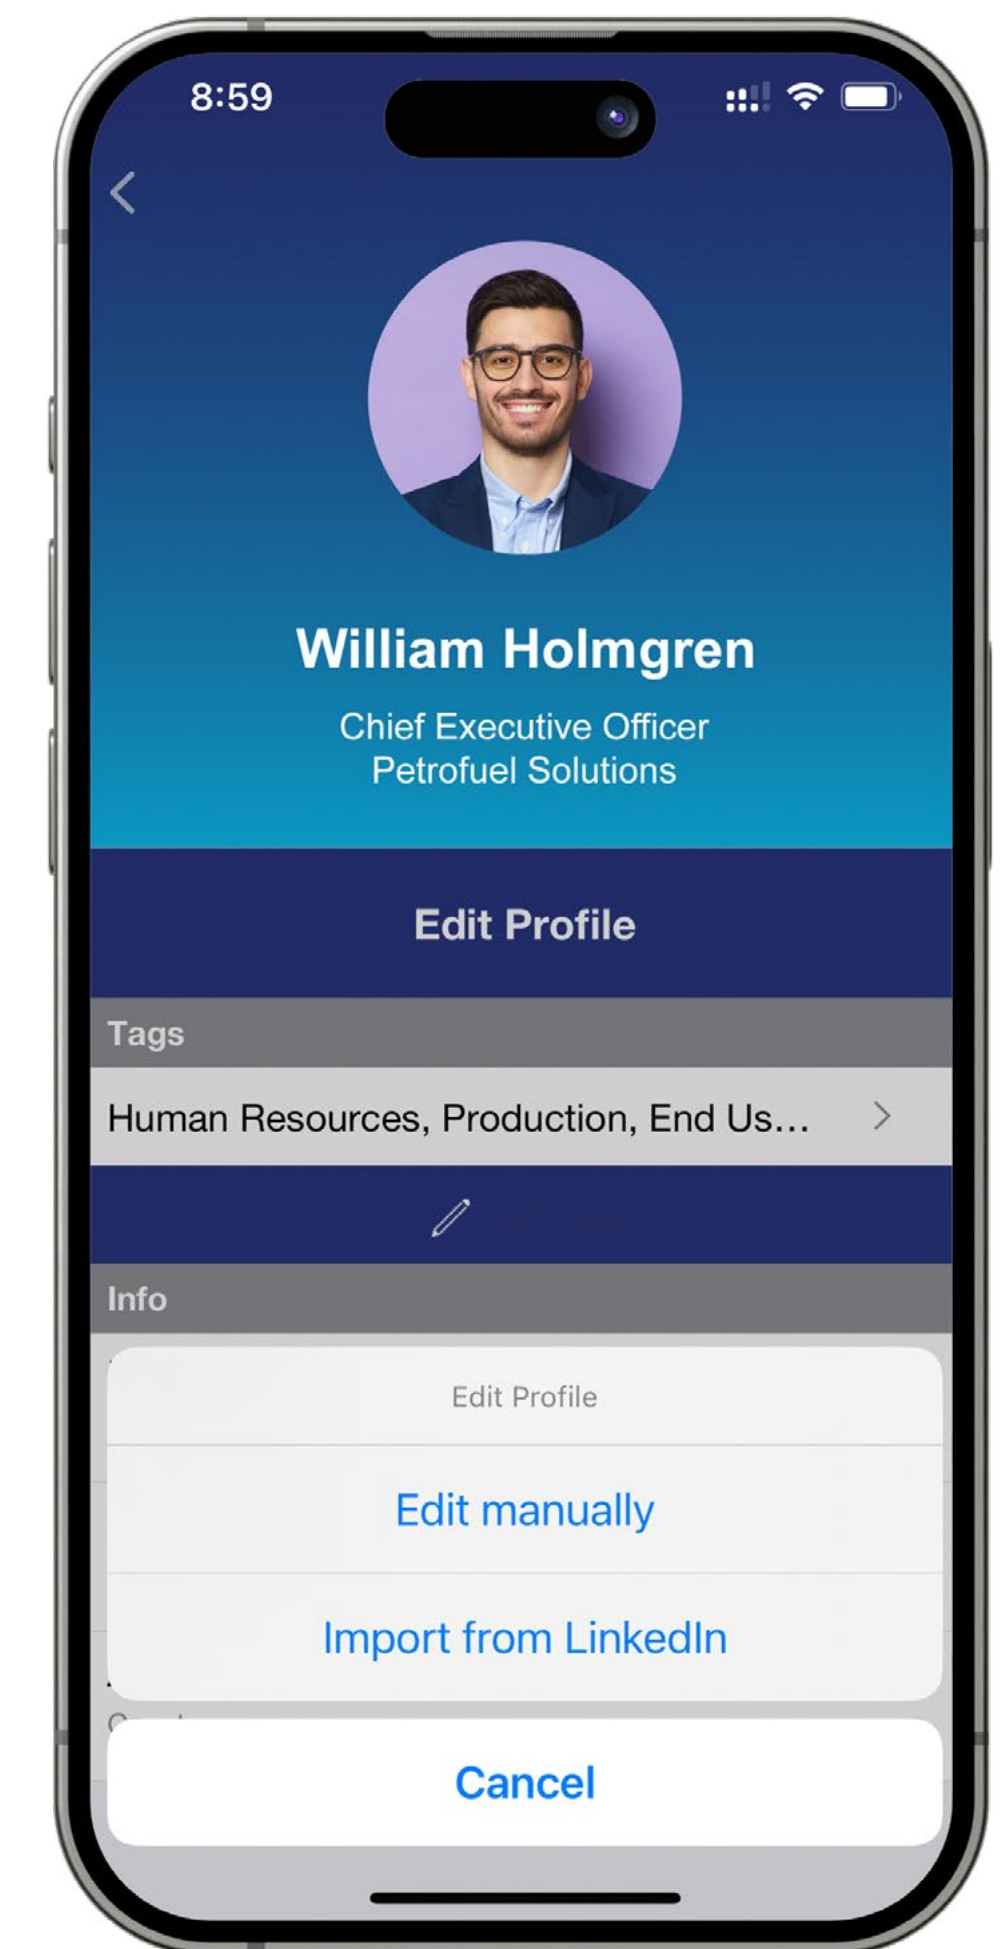 8:59
William Holmgren
Chief Executive Officer
Petrofuel Solutions
Edit Profile
Tags
Human Resources, Production, End Us...
Info
Edit Profile
Edit manually
Import from LinkedIn
Cancel